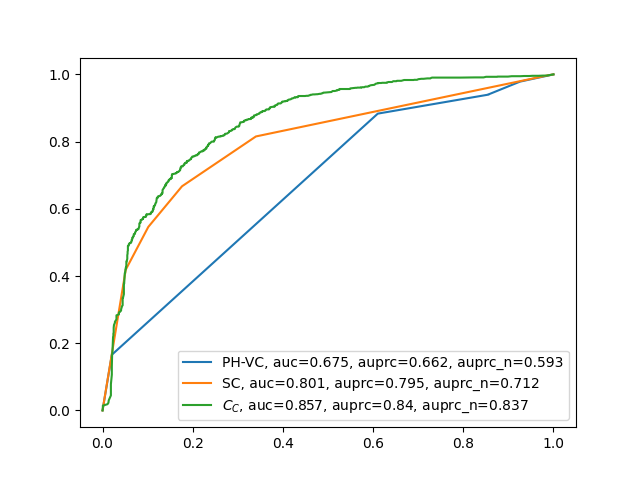 1.0
0.8
0.6
0.4
0.2
0.0
0.0 0.2 0.4 0.6 0.8 1.0
PH-VC, auc=0.675, auprc=0.662, auprc_n=0.593
SC, auc=0.801, auprc=0.795, auprc_n=0.712
C_C, auc=0.857, auprc=0.84, auprc_n=0.837